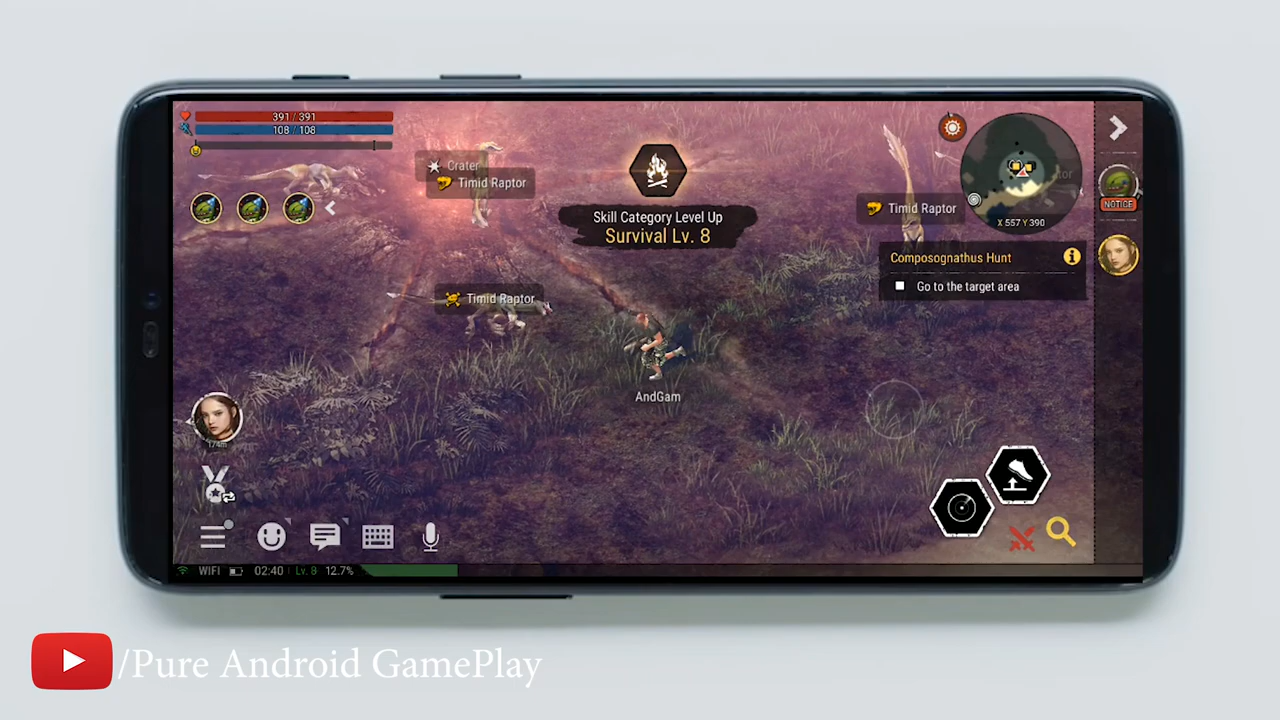 391 / 391
108 / 108
Crater
Timid Raptor
Skill Category Level Up
Survival Lv. 8
Timid Raptor
X 557 Y 390
NOTICE
Composognathus Hunt
Go to the target area
Timid Raptor
AndGam
174m
WIFI 02:40 Lv. 8 12.7%
/Pure Android GamePlay